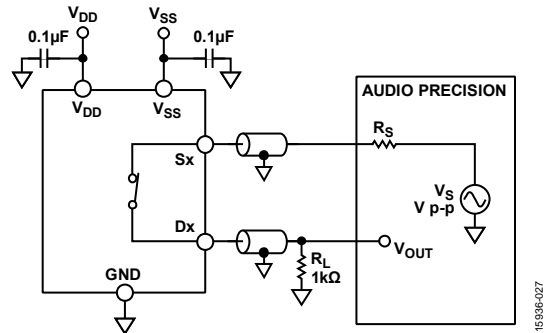 VDD
VSS
0.1µF
0.1µF
VDD
VSS
AUDIO PRECISION
RS
Sx
VS
V p-p
Dx
VOUT
RL
1kΩ
GND
15936-027